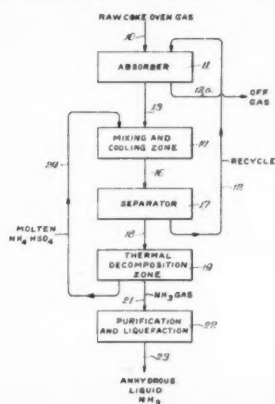 RAW COKE OVEN GAS
10
ABSORBER
11
12a
OFF
GAS
13
MIXING AND
COOLING ZONE
14
24
16
RECYCLE
12
SEPARATOR
17
18
MOLTEN
NH4 HSO4
THERMAL
DECOMPOSITION
ZONE
19
21
NH3 GAS
PURIFICATION
AND LIQUEFACTION
22
23
ANHYDROUS
LIQUID
NH3